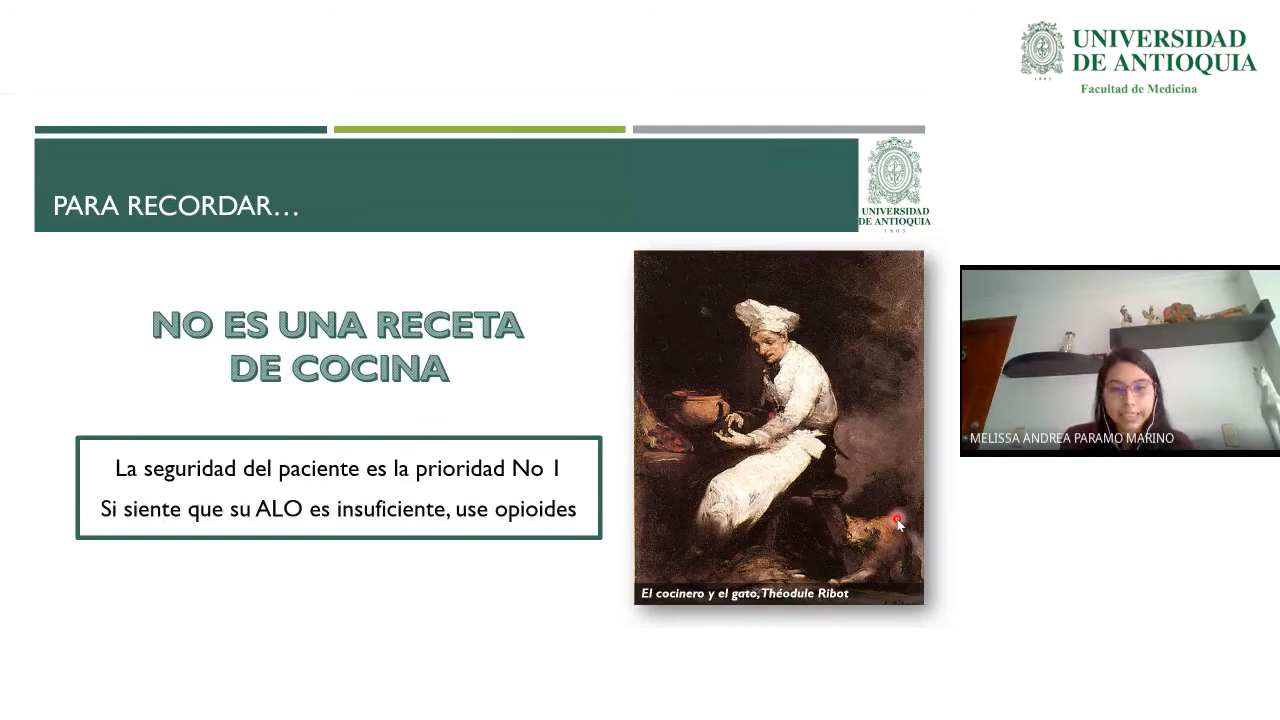 UNIVERSIDAD
DE ANTIOQUIA
1803
Facultad de Medicina
PARA RECORDAR...
UNIVERSIDAD
DE ANTIOQUIA
1803
NO ES UNA RECETA
DE COCINA
La seguridad del paciente es la prioridad No 1
Si siente que su ALO es insuficiente, use opioides
El cocinero y el gato, Théodule Ribot
MELISSA ANDREA PARAMO MARINO